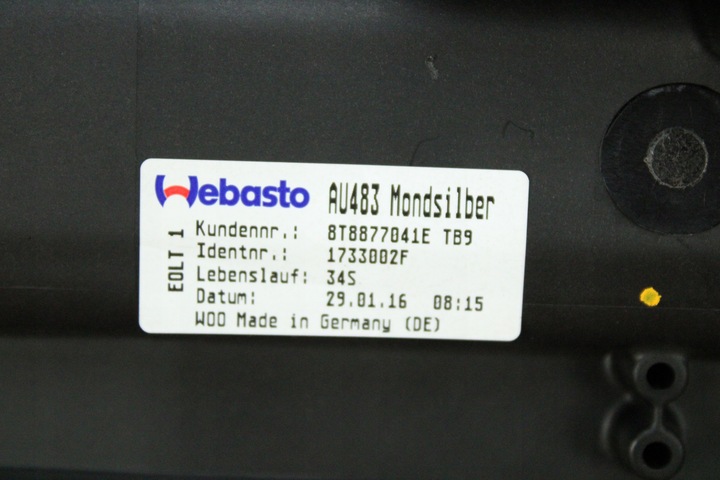 Webasto AU483 Mondsilber
EOLT 1
Kundennr.: 8T8877041E TB9
Identnr.: 1733002F
Lebenslauf: 34S
Datum: 29.01.16 08:15
WOO Made in Germany (DE)